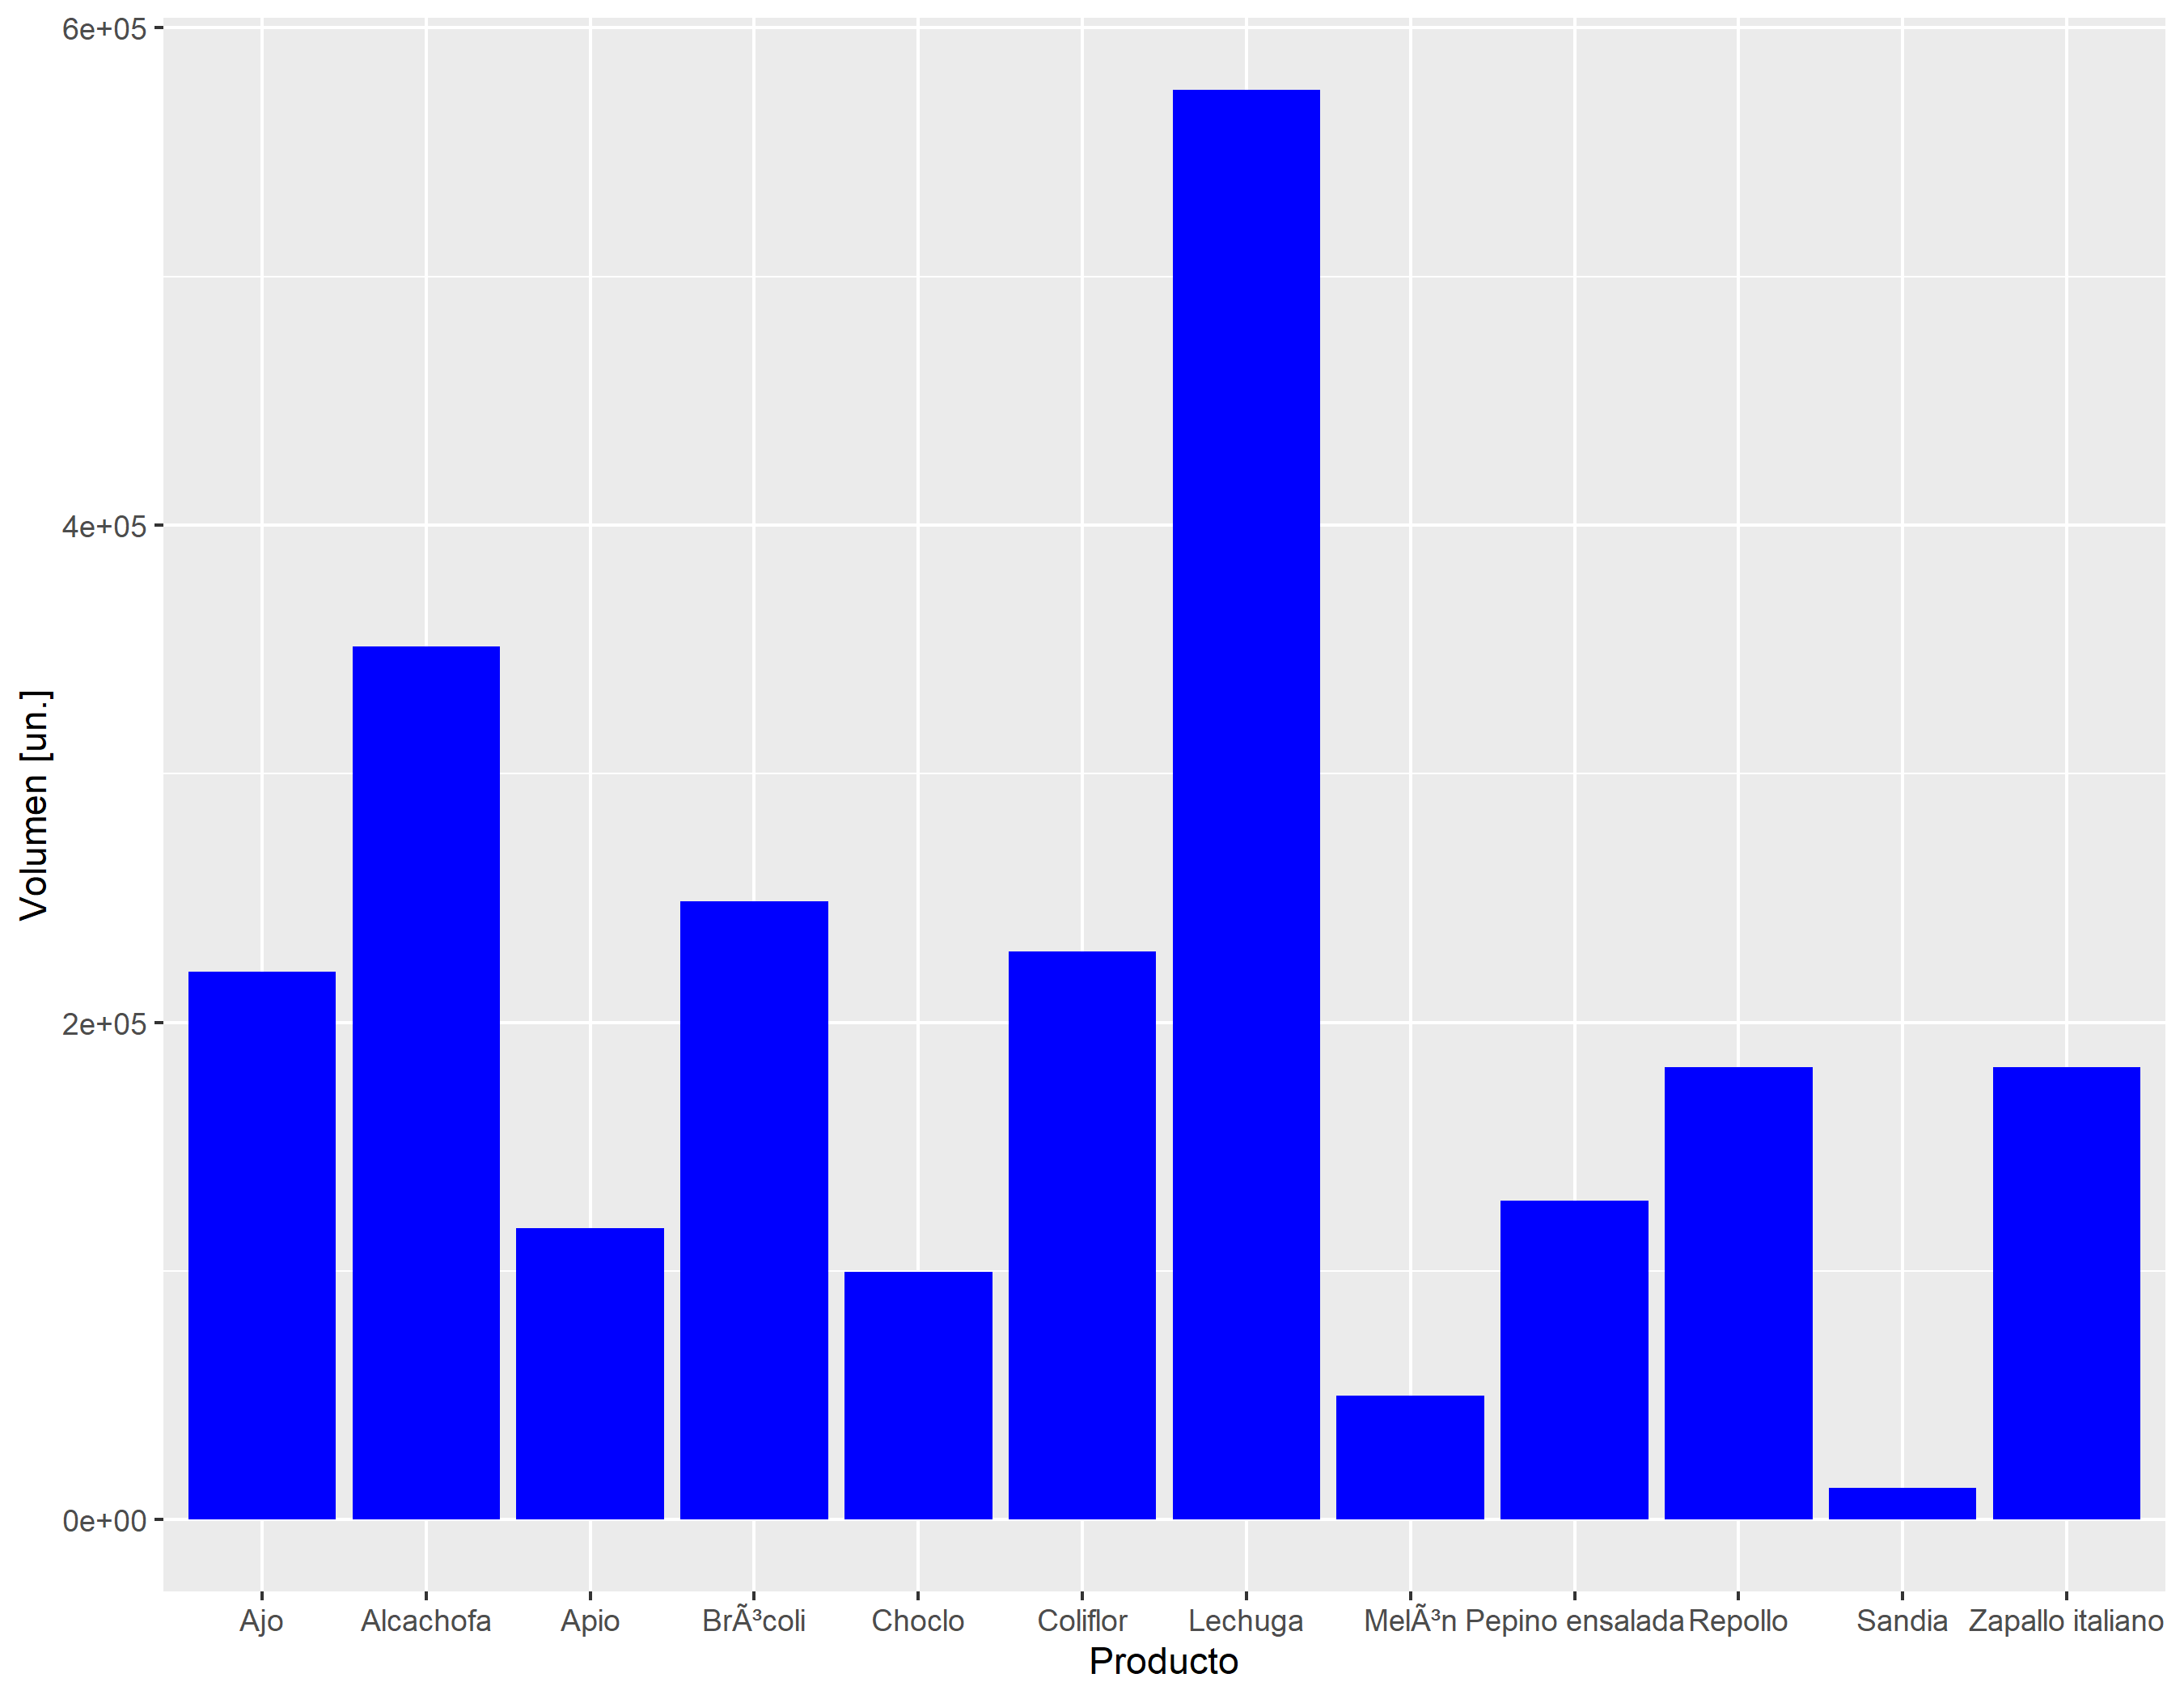 Volumen [un.]
6e+05
4e+05
2e+05
0e+00
Ajo Alcachofa Apio BrÃ³coli Choclo Coliflor Lechuga MelÃ³n Pepino ensalada Repollo Sandia Zapallo italiano
Producto